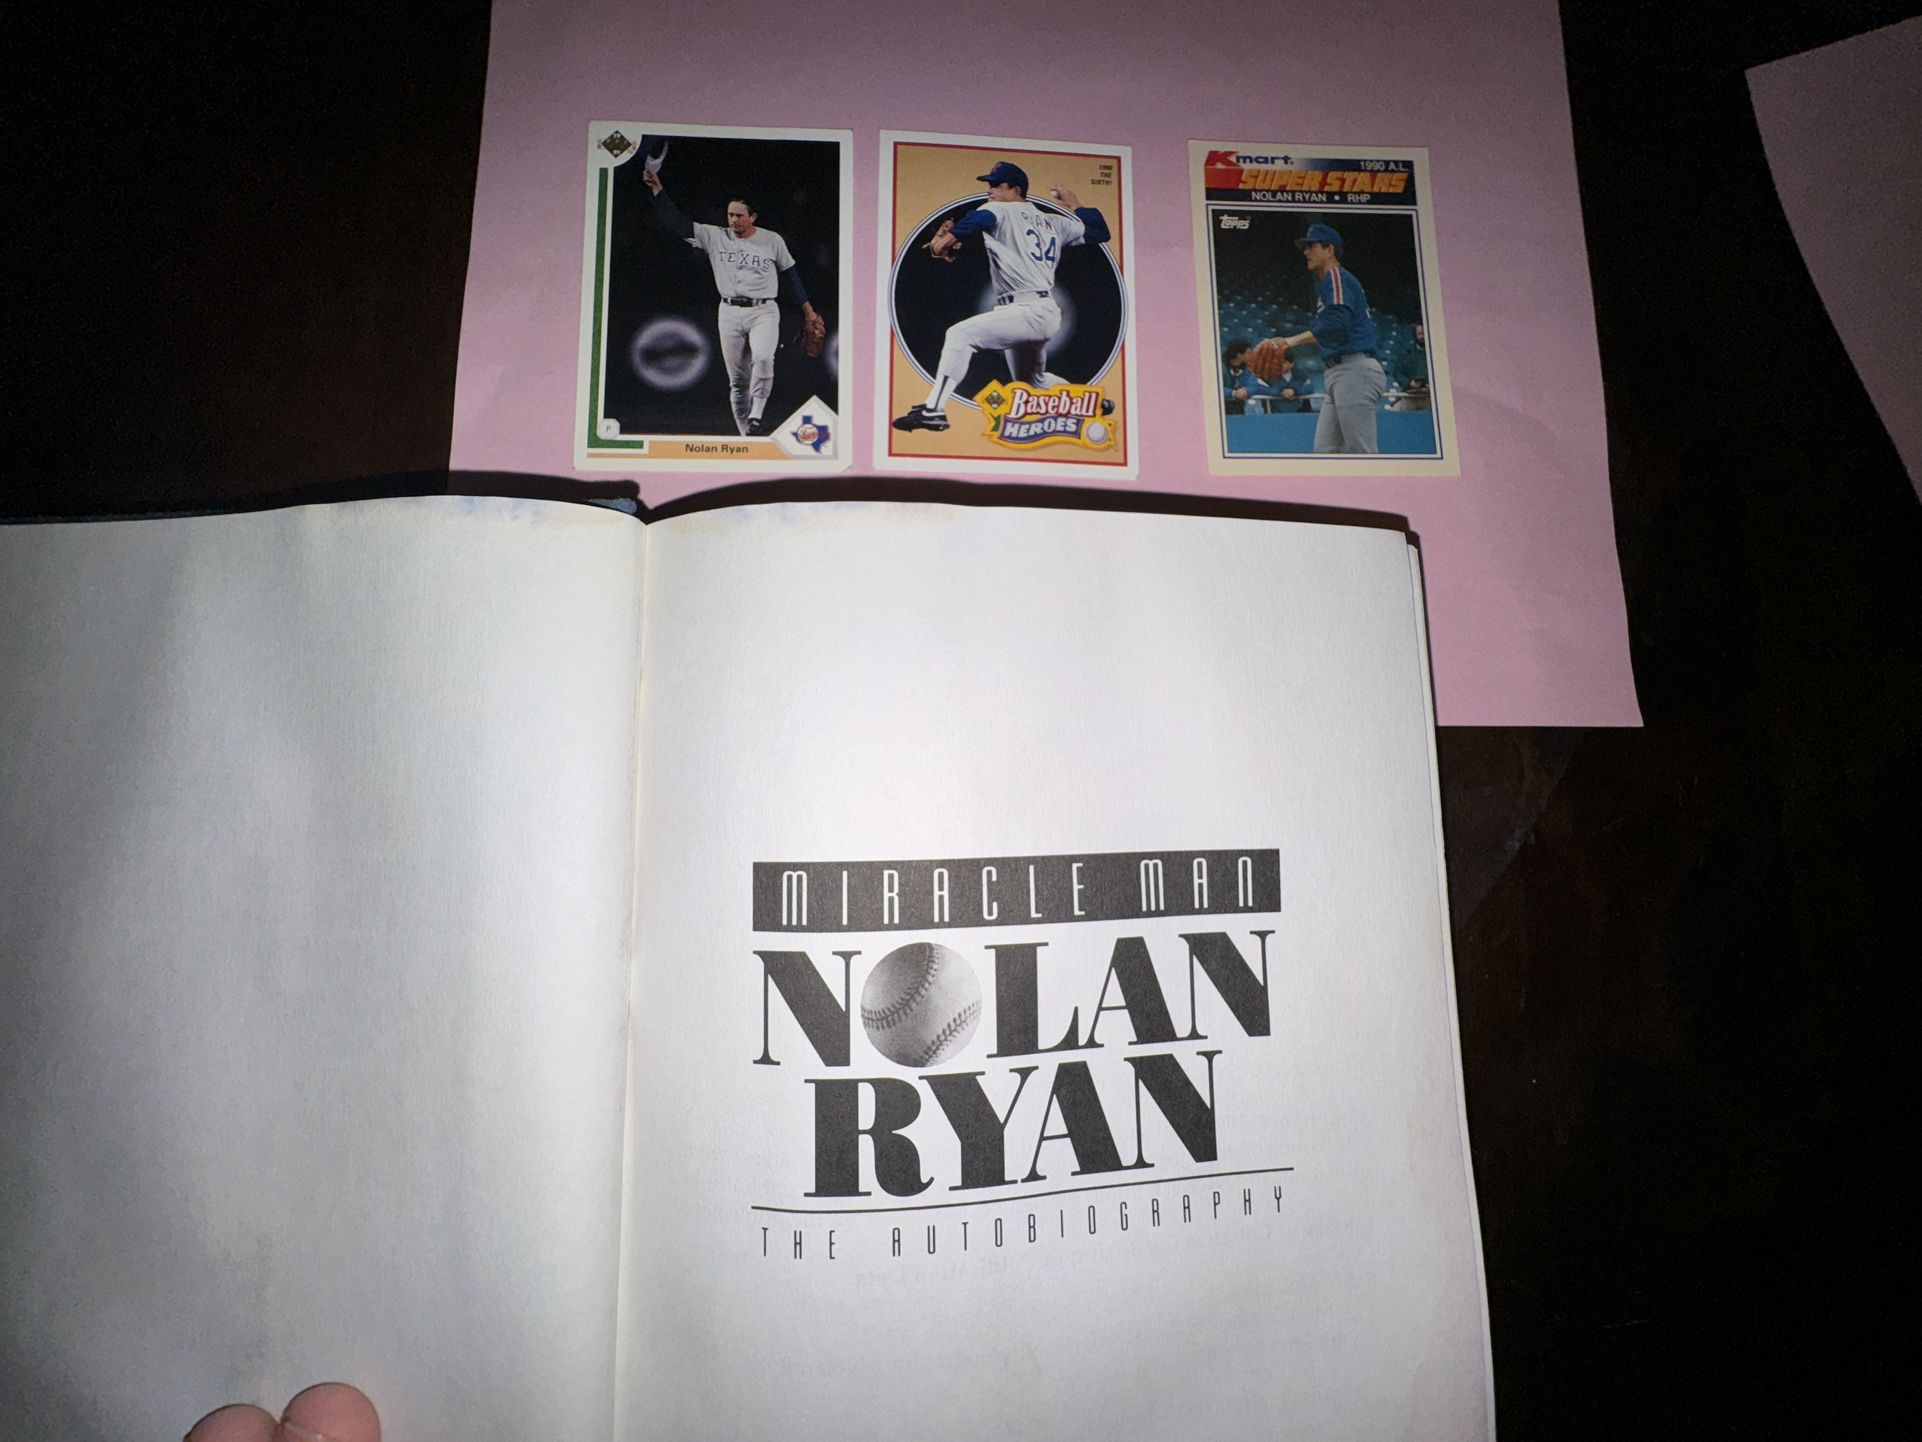 TEXAS
P
Nolan Ryan
1990
THE
SIXTH!
RYAN
34
Baseball
HEROES
Kmart
1990 A.L.
SUPER STARS
NOLAN RYAN • RHP
TOPPS
MIRACLE MAN
NOLAN
RYAN
THE AUTOBIOGRAPHY